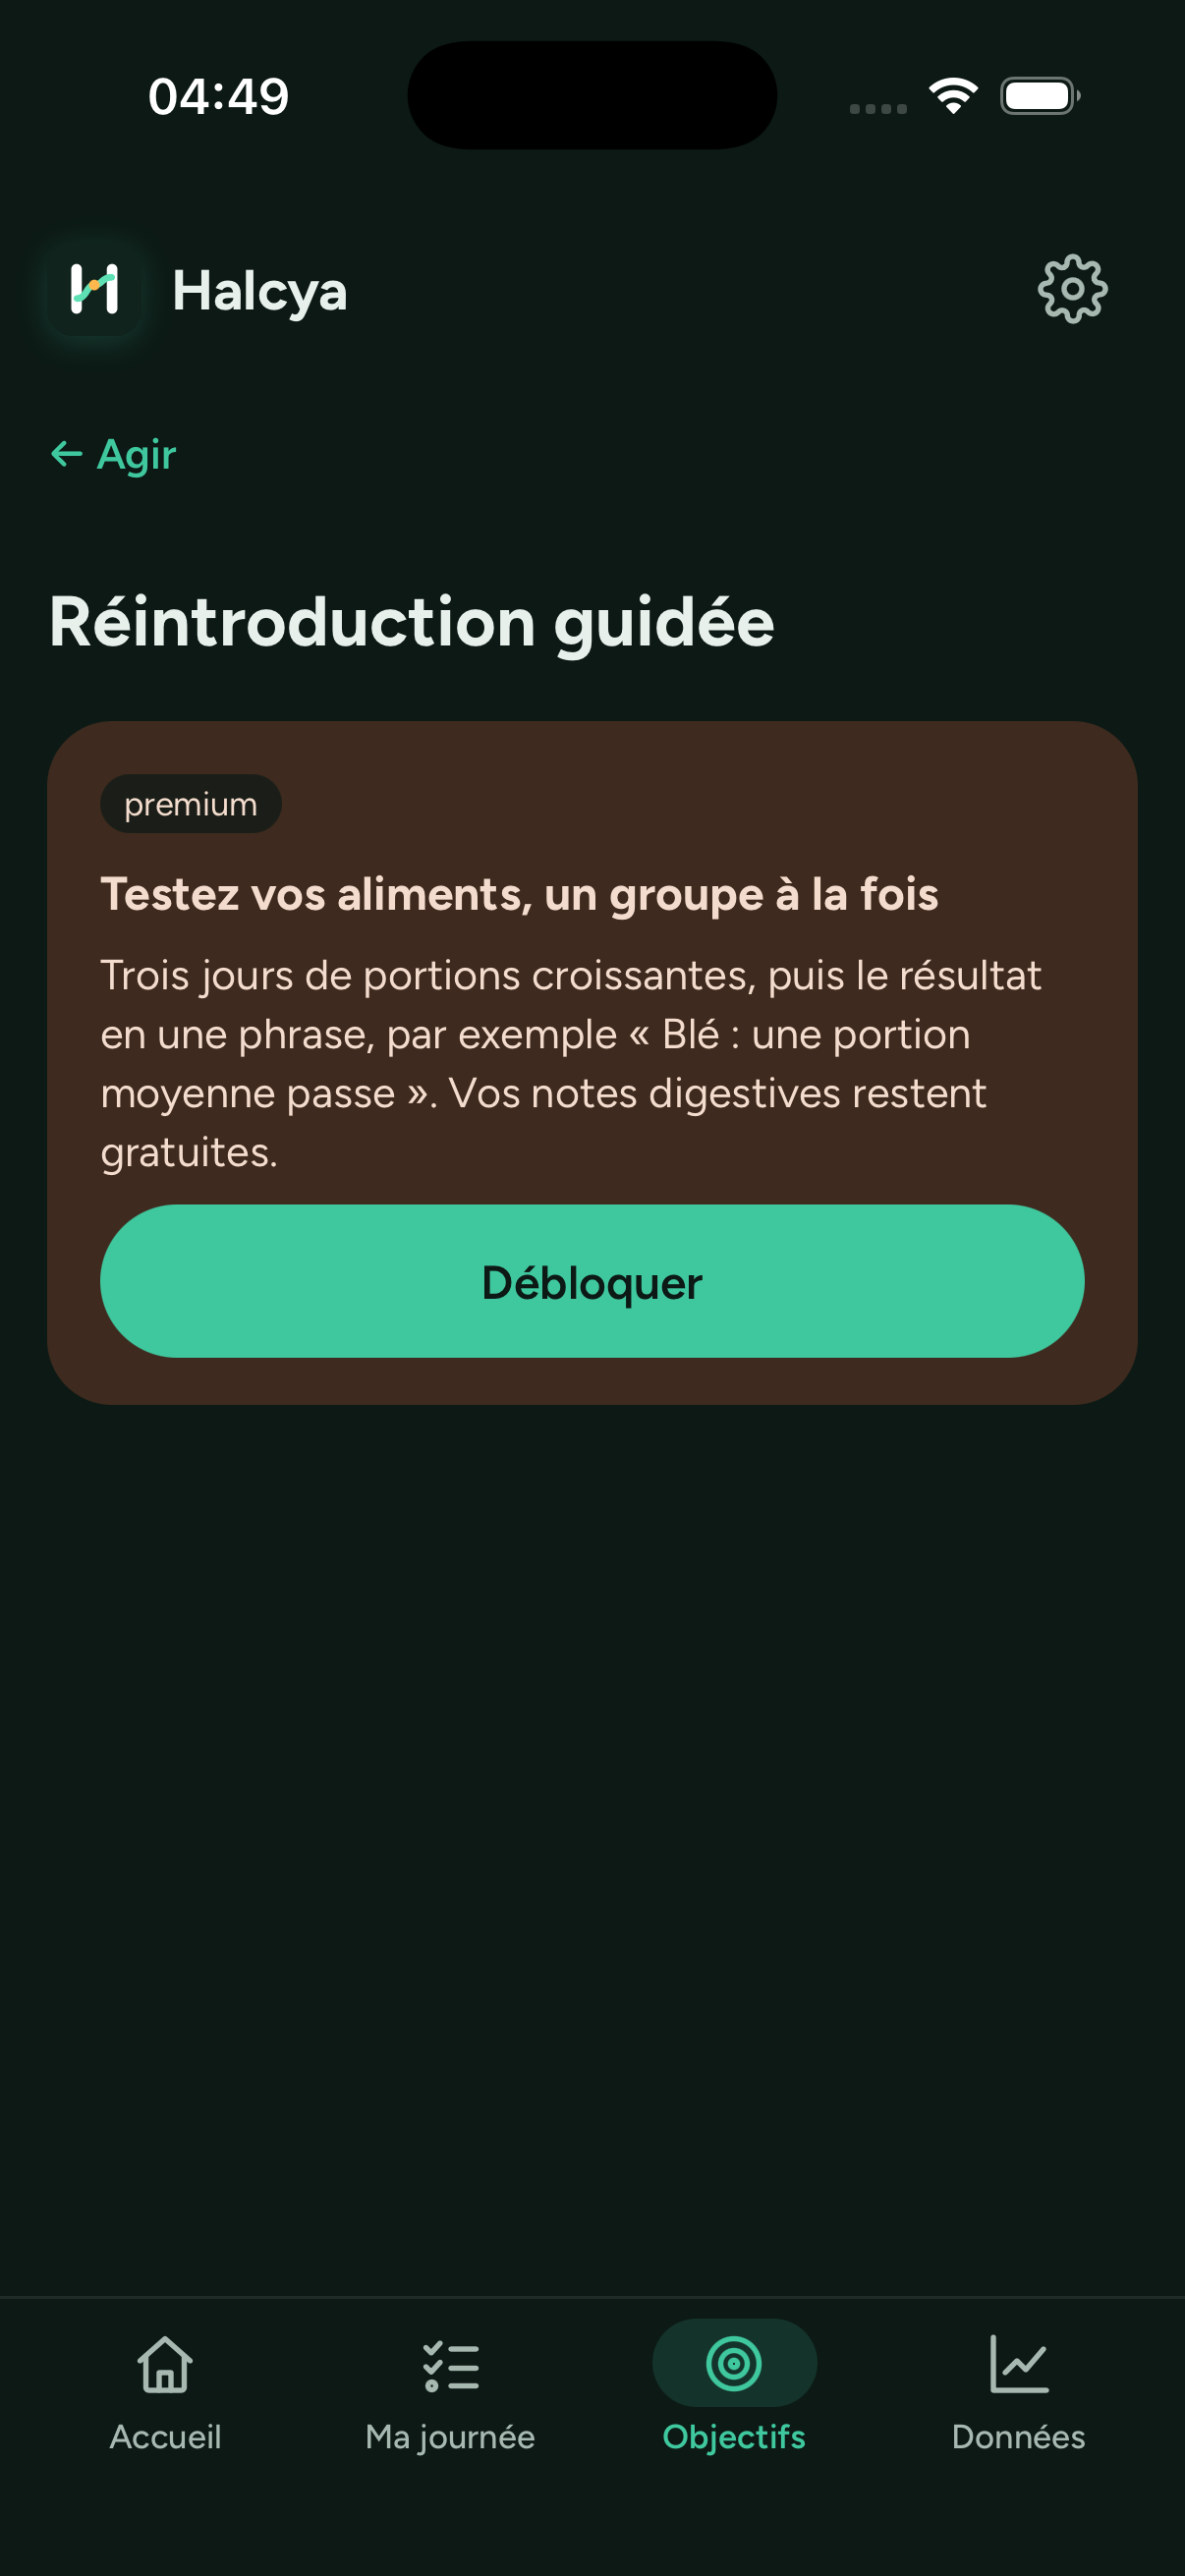 04:49
Halcya
← Agir
Réintroduction guidée
premium
Testez vos aliments, un groupe à la fois
Trois jours de portions croissantes, puis le résultat
en une phrase, par exemple « Blé : une portion
moyenne passe ». Vos notes digestives restent
gratuites.
Débloquer
Accueil
Ma journée
Objectifs
Données